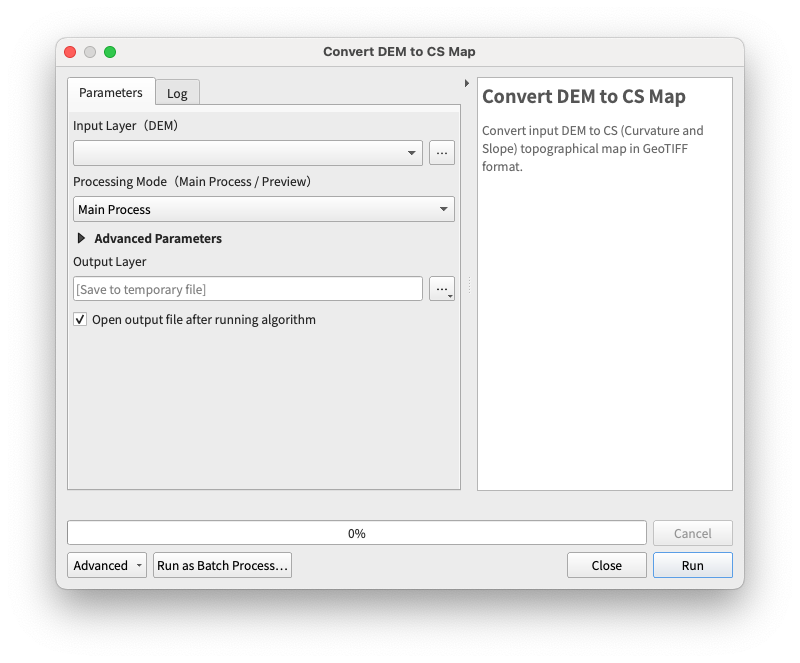 Convert DEM to CS Map
Parameters
Log
Input Layer（DEM）
...
Processing Mode（Main Process / Preview）
Main Process
Advanced Parameters
Output Layer
[Save to temporary file]
...
Open output file after running algorithm
Convert DEM to CS Map
Convert input DEM to CS (Curvature and
Slope) topographical map in GeoTIFF
format.
0%
Cancel
Advanced
Run as Batch Process...
Close
Run